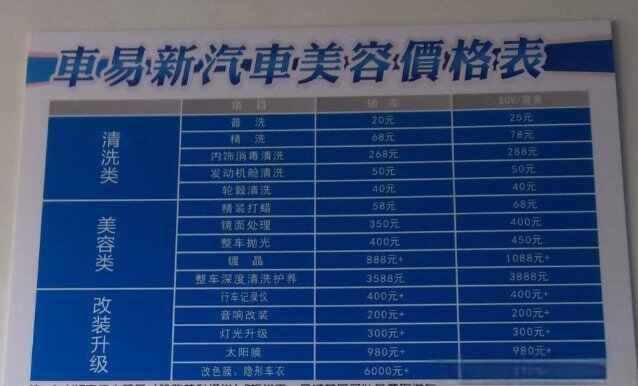 車易新汽車美容價格表
项目 轿车 SUV/商务
清洗类
普洗 20元 25元
精洗 68元 78元
内饰消毒清洗 268元 288元
发动机舱清洗 50元 50元
轮毂清洗 40元 40元
美容类
精装打蜡 58元 68元
镜面处理 350元 400元
整车抛光 400元 450元
镀晶 888元+ 1088元+
整车深度清洗护养 3588元 3888元
改装升级
行车记录仪 400元+ 400元+
音响改装 200元+ 200元+
灯光升级 300元+ 300元+
太阳膜 980元+ 980元+
改色膜、隐形车衣 6000元+